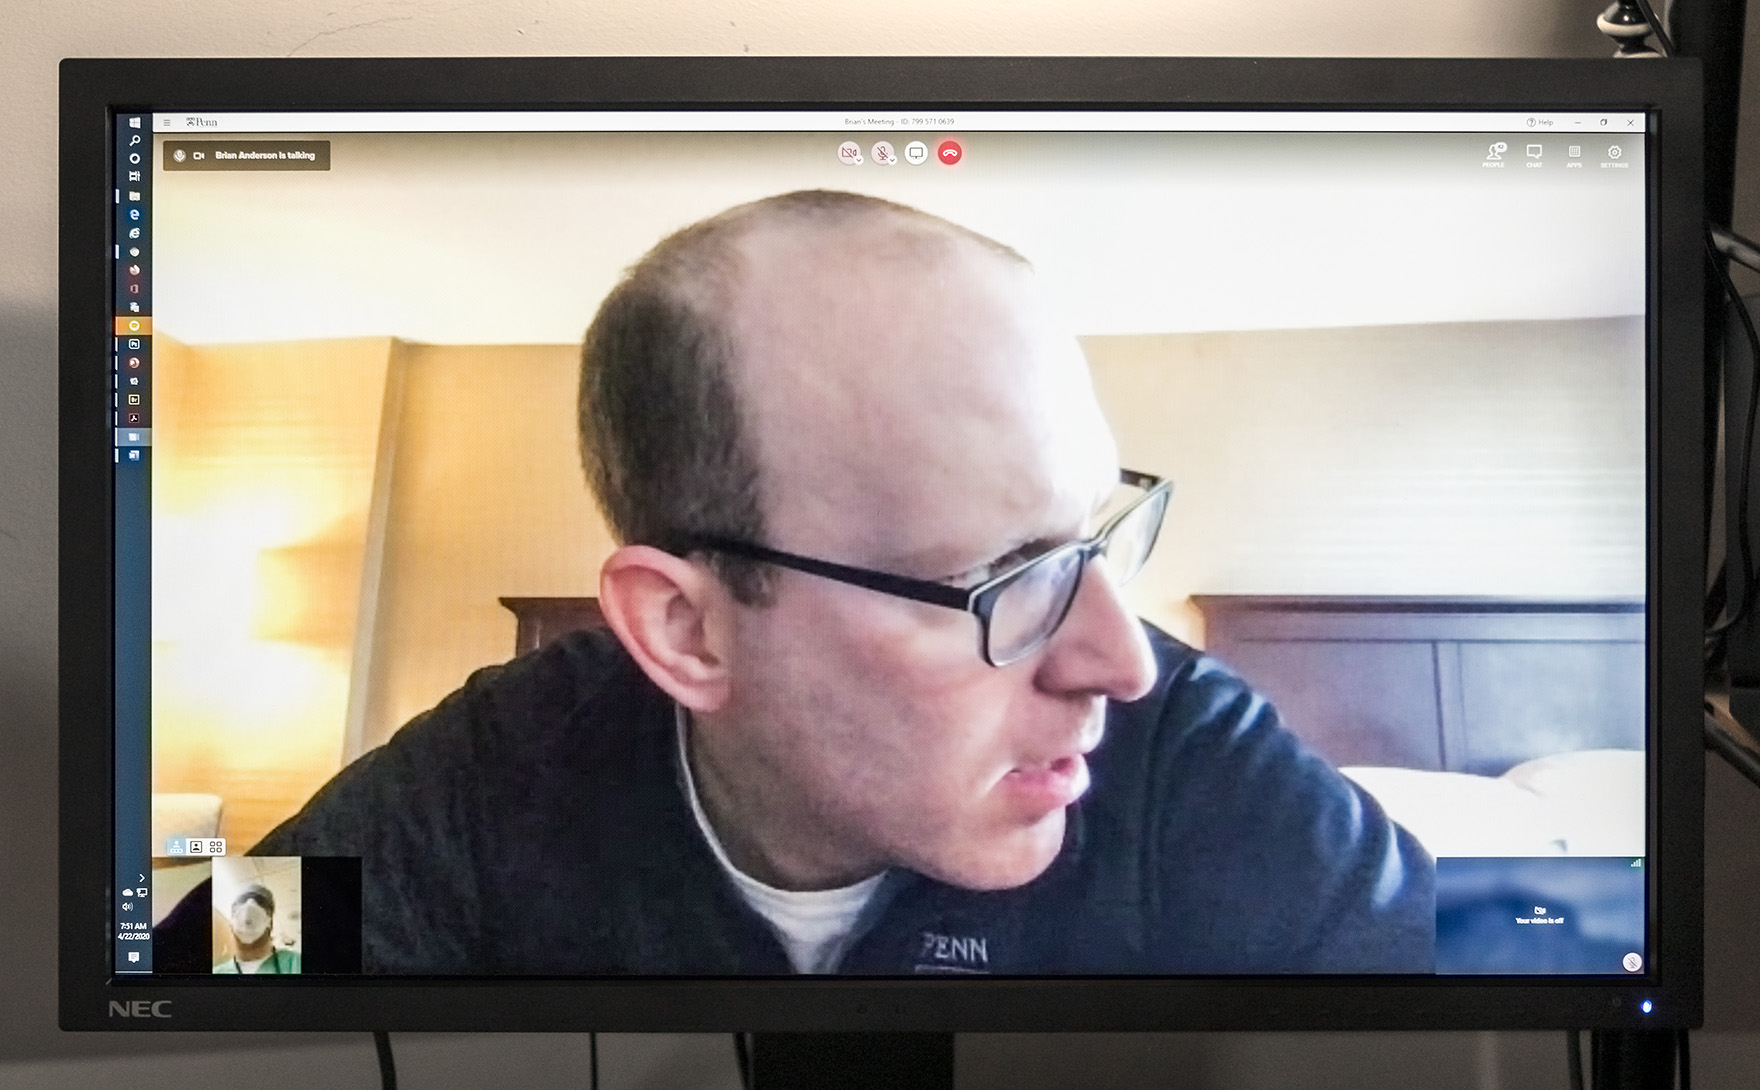 Penn
Brian's Meeting - ID: 799 571 0639
Help
Brian Anderson is talking
42
PEOPLE
CHAT
APPS
SETTINGS
7:51 AM
4/22/2020
PENN
Your video is off
NEC